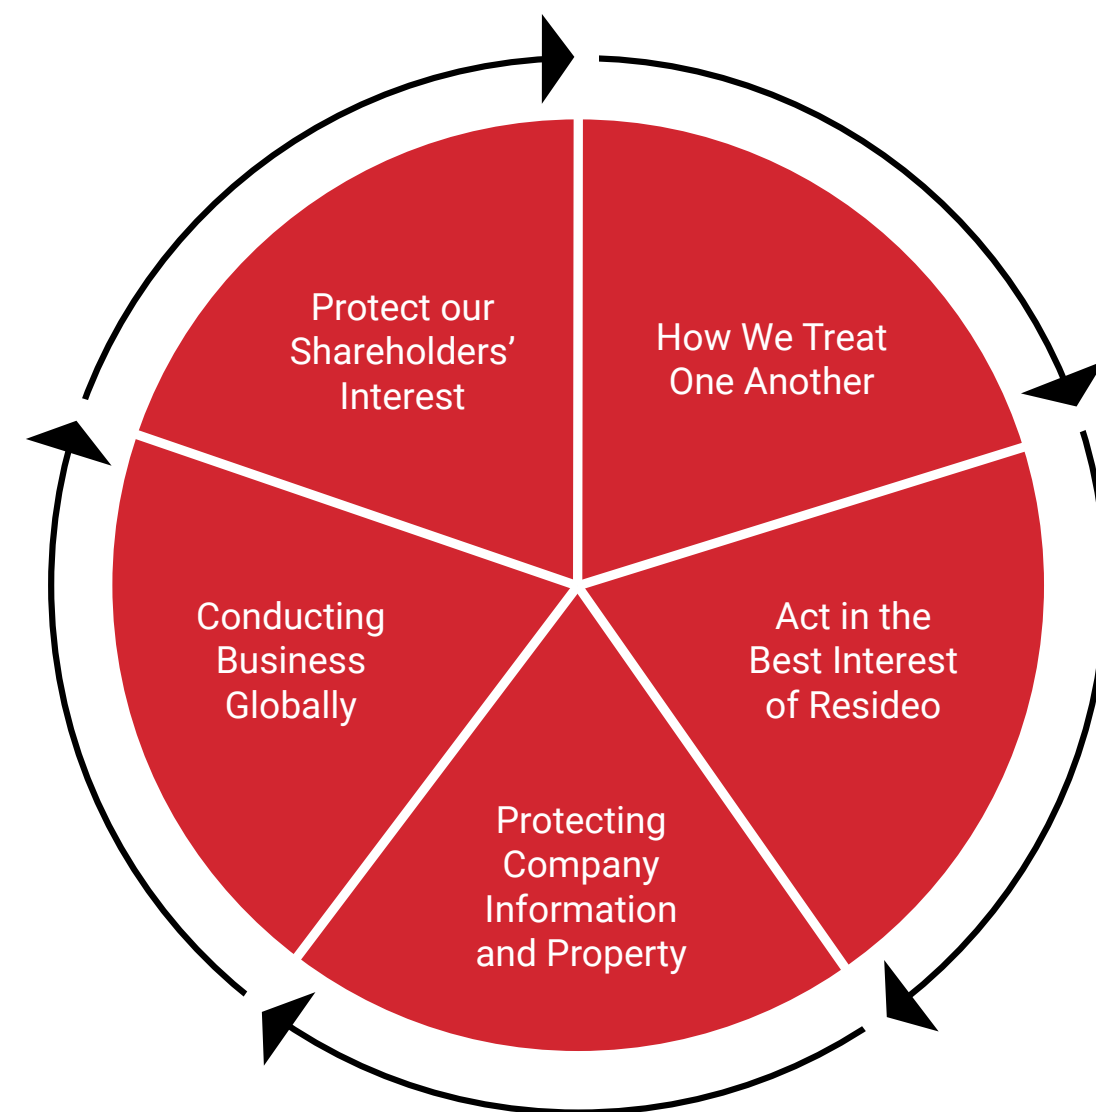 Protect our
Shareholders’
Interest
How We Treat
One Another
Act in the
Best Interest
of Resideo
Protecting
Company
Information
and Property
Conducting
Business
Globally